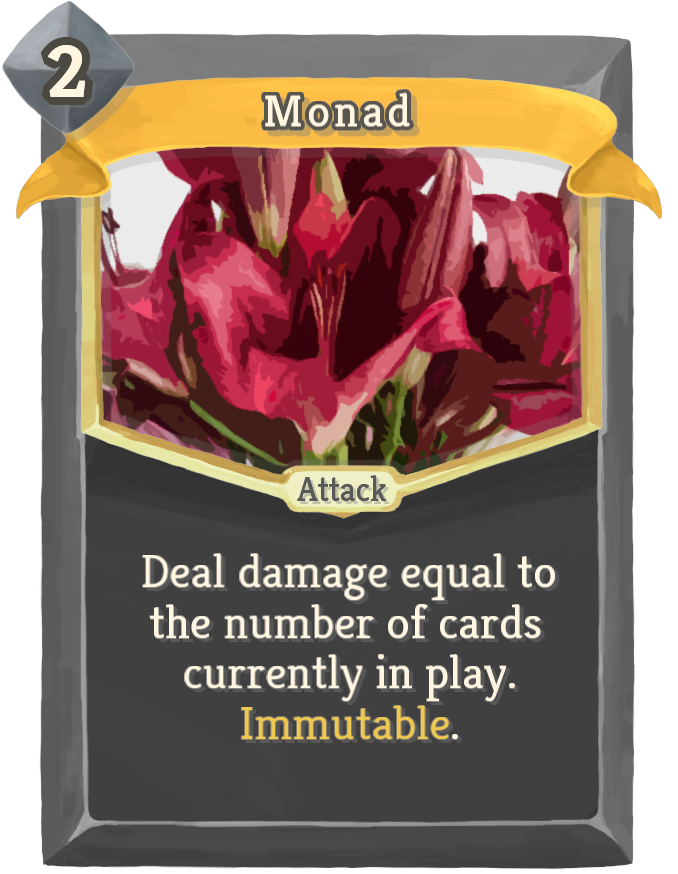 2
Monad
Attack
Deal damage equal to
the number of cards
currently in play.
Immutable.